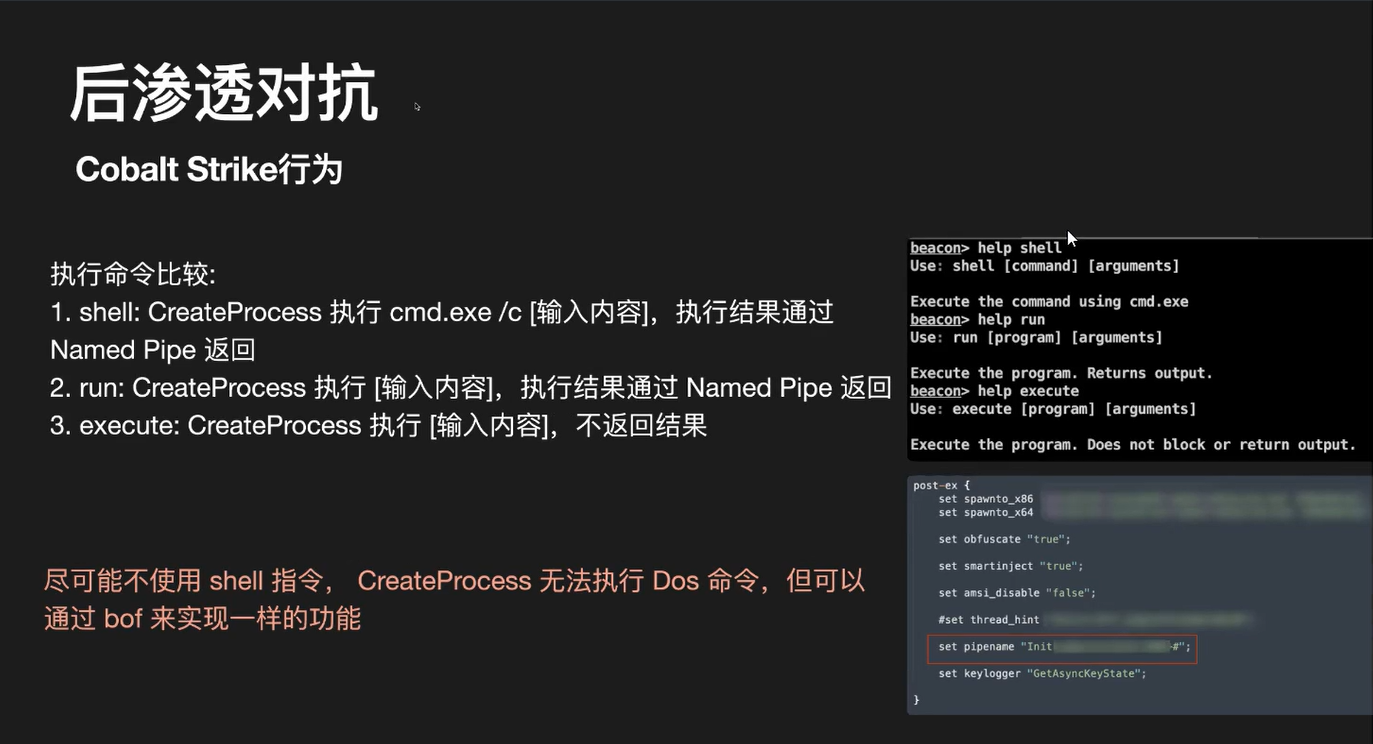 后渗透对抗
Cobalt Strike行为
执行命令比较:
1. shell: CreateProcess 执行 cmd.exe /c [输入内容]，执行结果通过
Named Pipe 返回
2. run: CreateProcess 执行 [输入内容]，执行结果通过 Named Pipe 返回
3. execute: CreateProcess 执行 [输入内容]，不返回结果
尽可能不使用 shell 指令， CreateProcess 无法执行 Dos 命令，但可以
通过 bof 来实现一样的功能
beacon> help shell
Use: shell [command] [arguments]
Execute the command using cmd.exe
beacon> help run
Use: run [program] [arguments]
Execute the program. Returns output.
beacon> help execute
Use: execute [program] [arguments]
Execute the program. Does not block or return output.
post-ex {
set spawnto_x86
set spawnto_x64
set obfuscate "true";
set smartinject "true";
set amsi_disable "false";
#set thread_hint
set pipename "Init #";
set keylogger "GetAsyncKeyState";
}